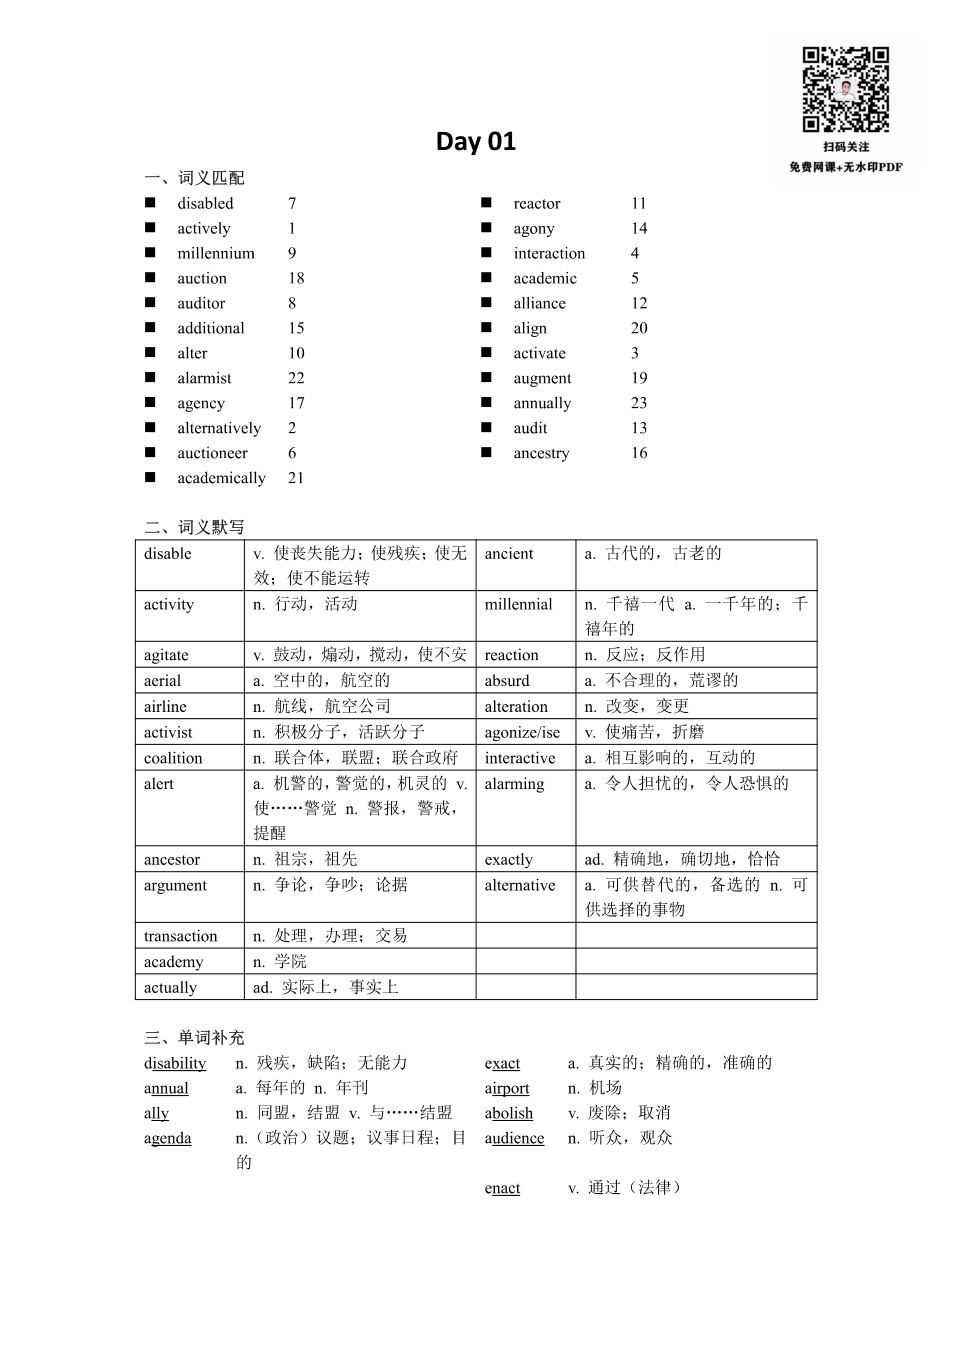 扫码关注
免费网课+无水印PDF
Day 01
一、词义匹配
■ disabled 7 ■ reactor 11
■ actively 1 ■ agony 14
■ millennium 9 ■ interaction 4
■ auction 18 ■ academic 5
■ auditor 8 ■ alliance 12
■ additional 15 ■ align 20
■ alter 10 ■ activate 3
■ alarmist 22 ■ augment 19
■ agency 17 ■ annually 23
■ alternatively 2 ■ audit 13
■ auctioneer 6 ■ ancestry 16
■ academically 21
二、词义默写
disable v. 使丧失能力；使残疾；使无 ancient a. 古代的，古老的
效；使不能运转
activity n. 行动，活动 millennial n. 千禧一代 a. 一千年的；千
禧年的
agitate v. 鼓动，煽动，搅动，使不安 reaction n. 反应；反作用
aerial a. 空中的，航空的 absurd a. 不合理的，荒谬的
airline n. 航线，航空公司 alteration n. 改变，变更
activist n. 积极分子，活跃分子 agonize/ise v. 使痛苦，折磨
coalition n. 联合体，联盟；联合政府 interactive a. 相互影响的，互动的
alert a. 机警的，警觉的，机灵的 v. alarming a. 令人担忧的，令人恐惧的
使……警觉 n. 警报，警戒，
提醒
ancestor n. 祖宗，祖先 exactly ad. 精确地，确切地，恰恰
argument n. 争论，争吵；论据 alternative a. 可供替代的，备选的 n. 可
供选择的事物
transaction n. 处理，办理；交易
academy n. 学院
actually ad. 实际上，事实上
三、单词补充
disability n. 残疾，缺陷；无能力 exact a. 真实的；精确的，准确的
annual a. 每年的 n. 年刊 airport n. 机场
ally n. 同盟，结盟 v. 与……结盟 abolish v. 废除；取消
agenda n.（政治）议题；议事日程；目 audience n. 听众，观众
的
enact v. 通过（法律）